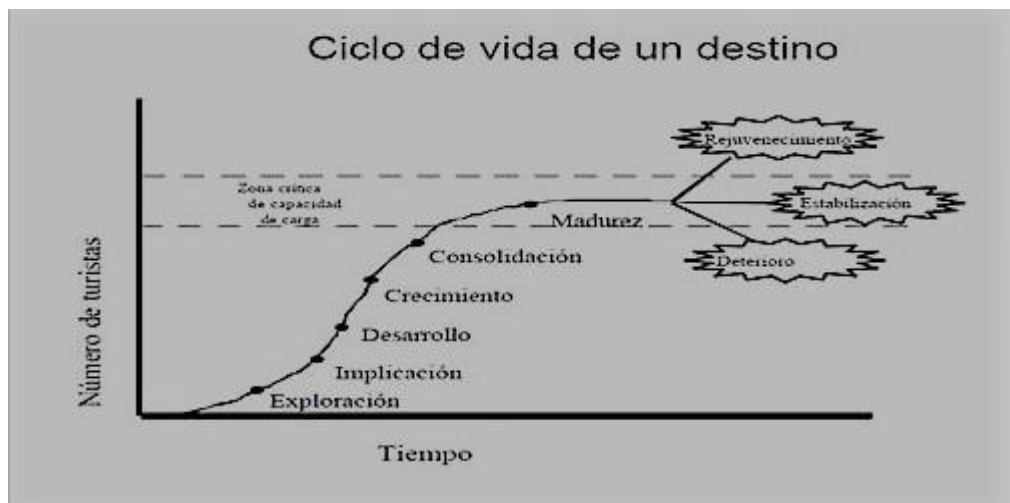 Ciclo de vida de un destino
Rejuvenecimiento
Zona crítica
de capacidad
de carga
Estabilización
Madurez
Consolidación
Deterioro
Crecimiento
Desarrollo
Implicación
Exploración
Número de turistas
Tiempo